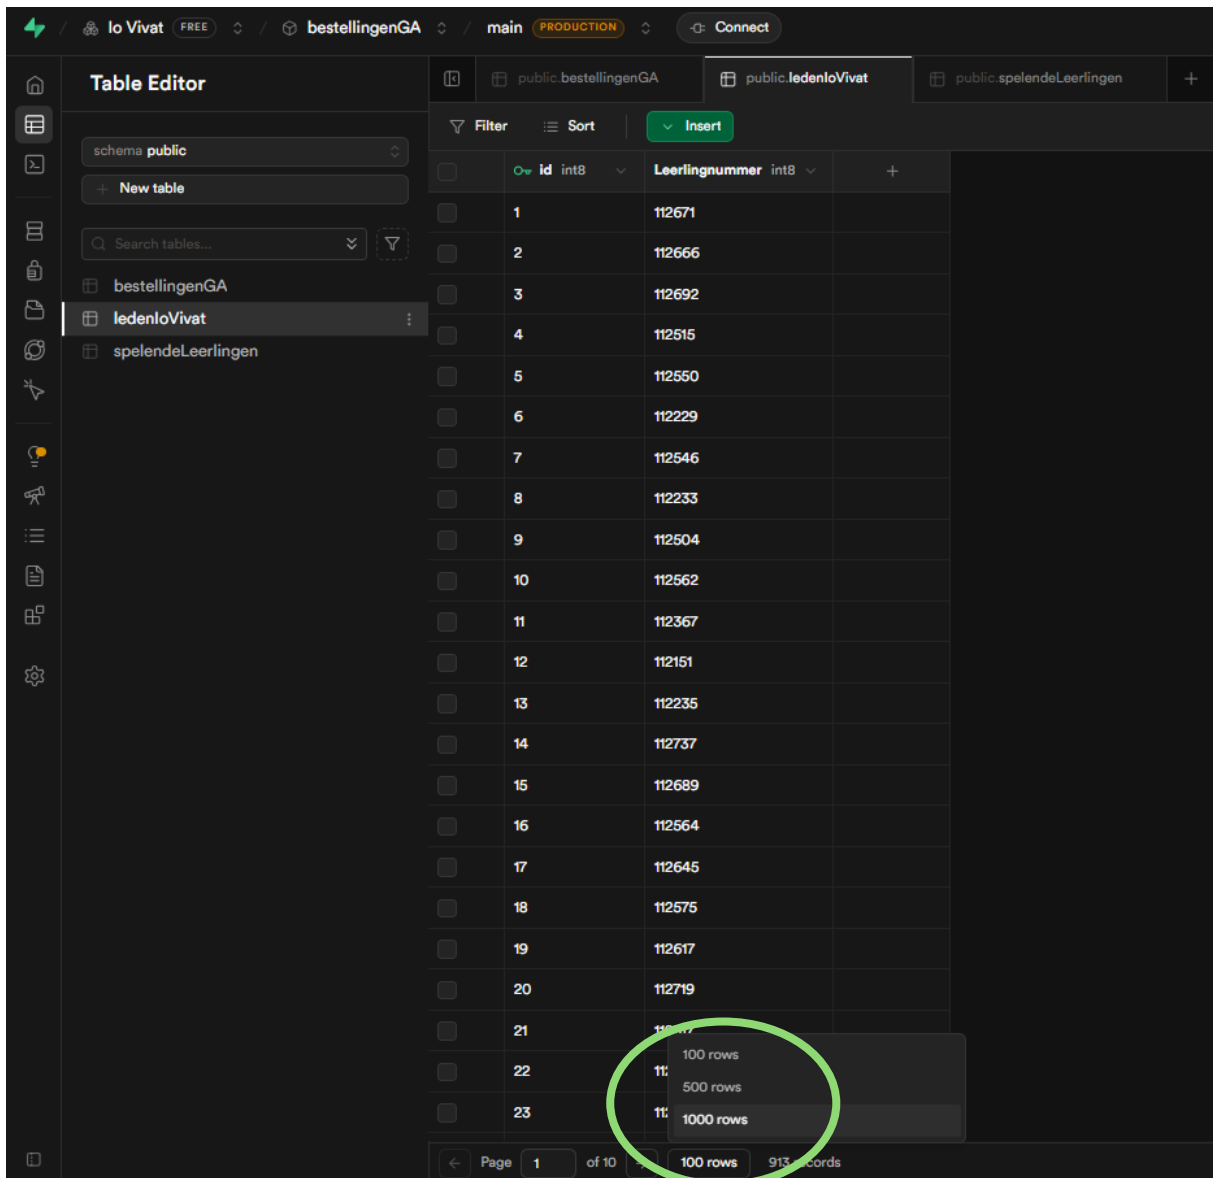 Io Vivat FREE bestellingenGA main PRODUCTION Connect
Table Editor
public.bestellingenGA public.ledenIoVivat public.spelendeLeerlingen
Filter Sort Insert
schema public
New table
Search tables...
bestellingenGA
ledenIoVivat
spelendeLeerlingen
id int8 Leerlingnummer int8
1 112671
2 112666
3 112692
4 112515
5 112550
6 112229
7 112546
8 112233
9 112504
10 112562
11 112367
12 112151
13 112235
14 112737
15 112689
16 112564
17 112645
18 112575
19 112617
20 112719
21
22
23
100 rows
500 rows
1000 rows
Page 1 of 10 100 rows 913 records